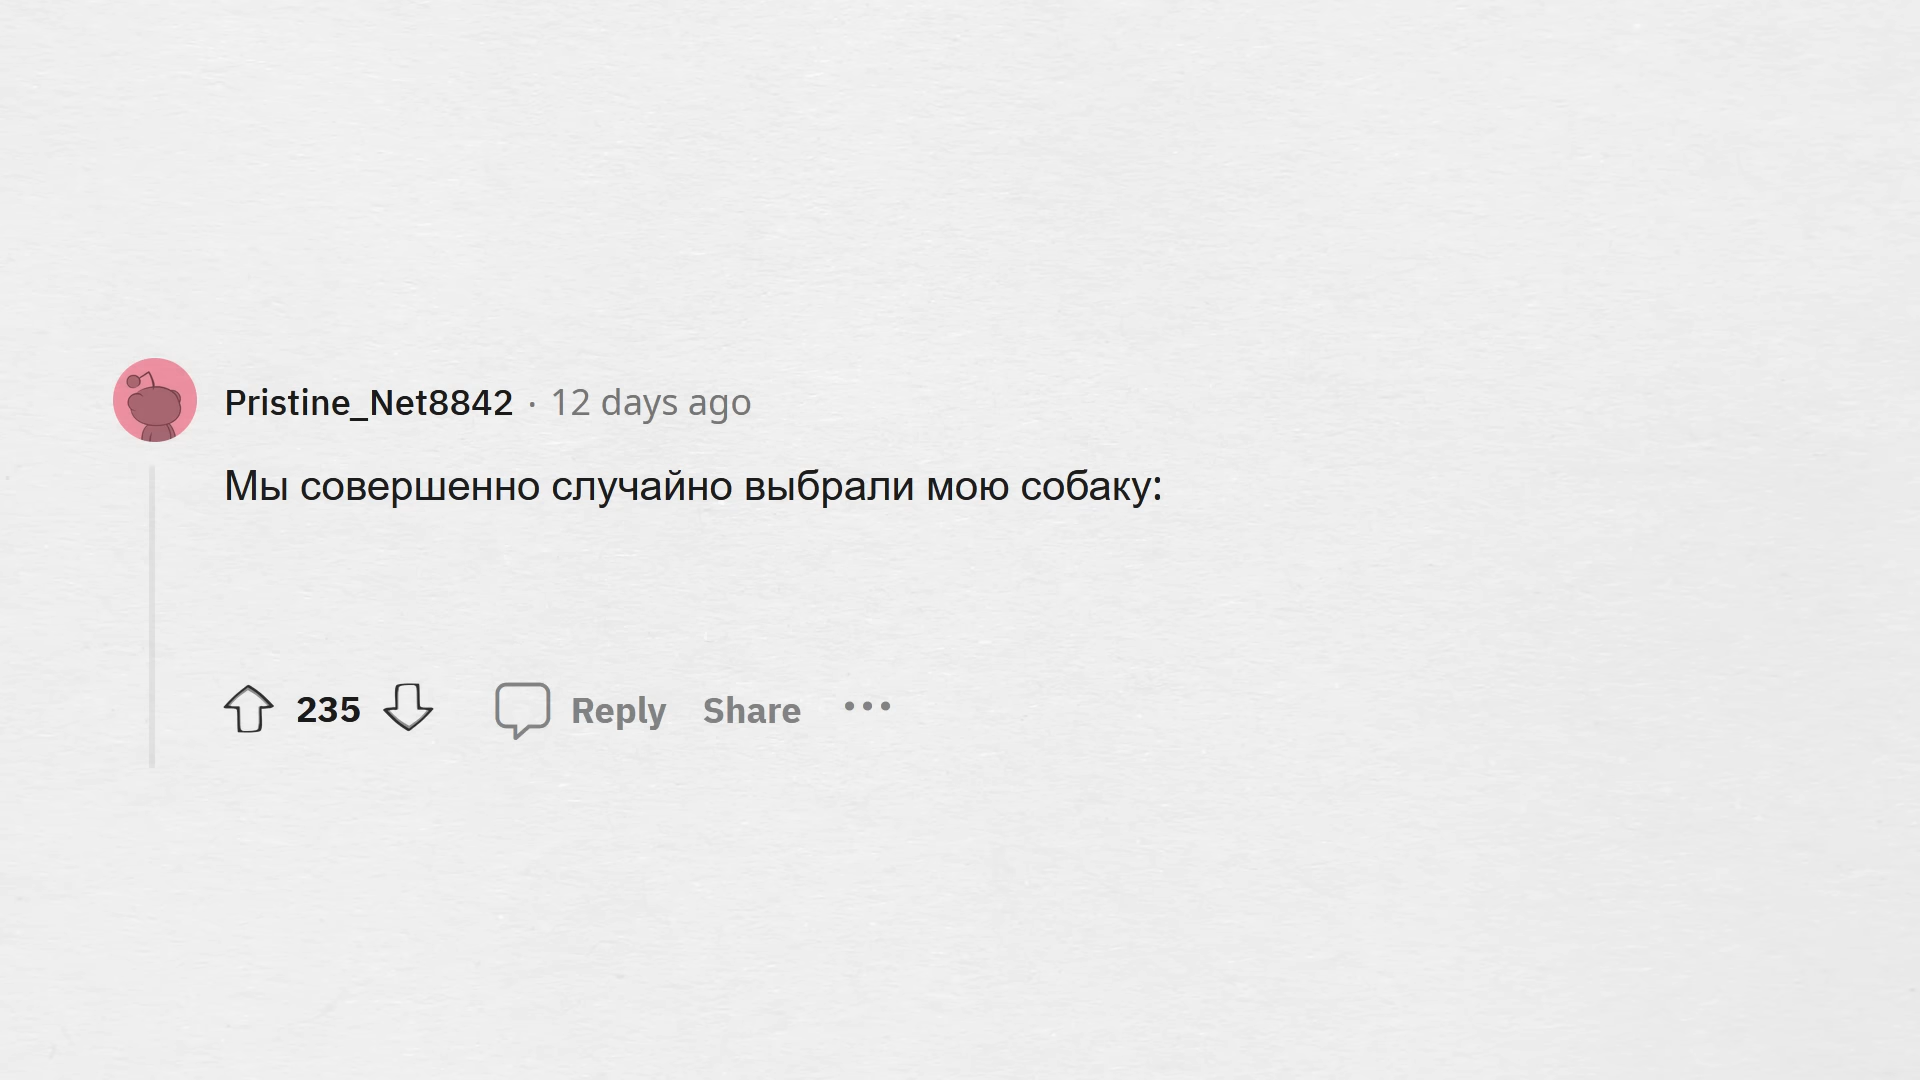 Pristine_Net8842 · 12 days ago
Мы совершенно случайно выбрали мою собаку:
235 Reply Share